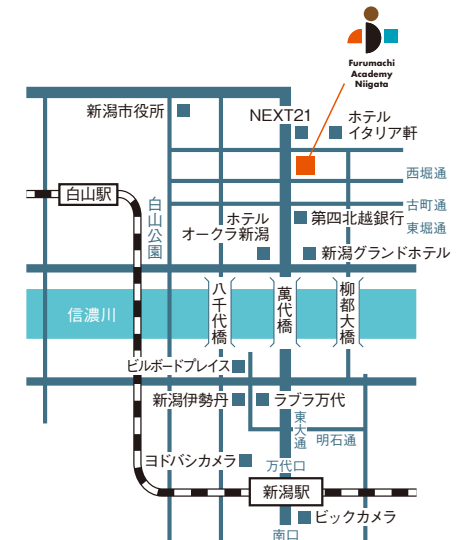 Furumachi
Academy
Niigata
新潟市役所
NEXT21
ホテル
イタリア軒
西堀通
白山駅
古町通
白山公園
ホテル
オークラ新潟
第四北越銀行
東堀通
新潟グランドホテル
信濃川
八千代橋
萬代橋
柳都大橋
ビルボードプレイス
新潟伊勢丹
ラブラ万代
東大通
明石通
ヨドバシカメラ
万代口
新潟駅
ビックカメラ
南口